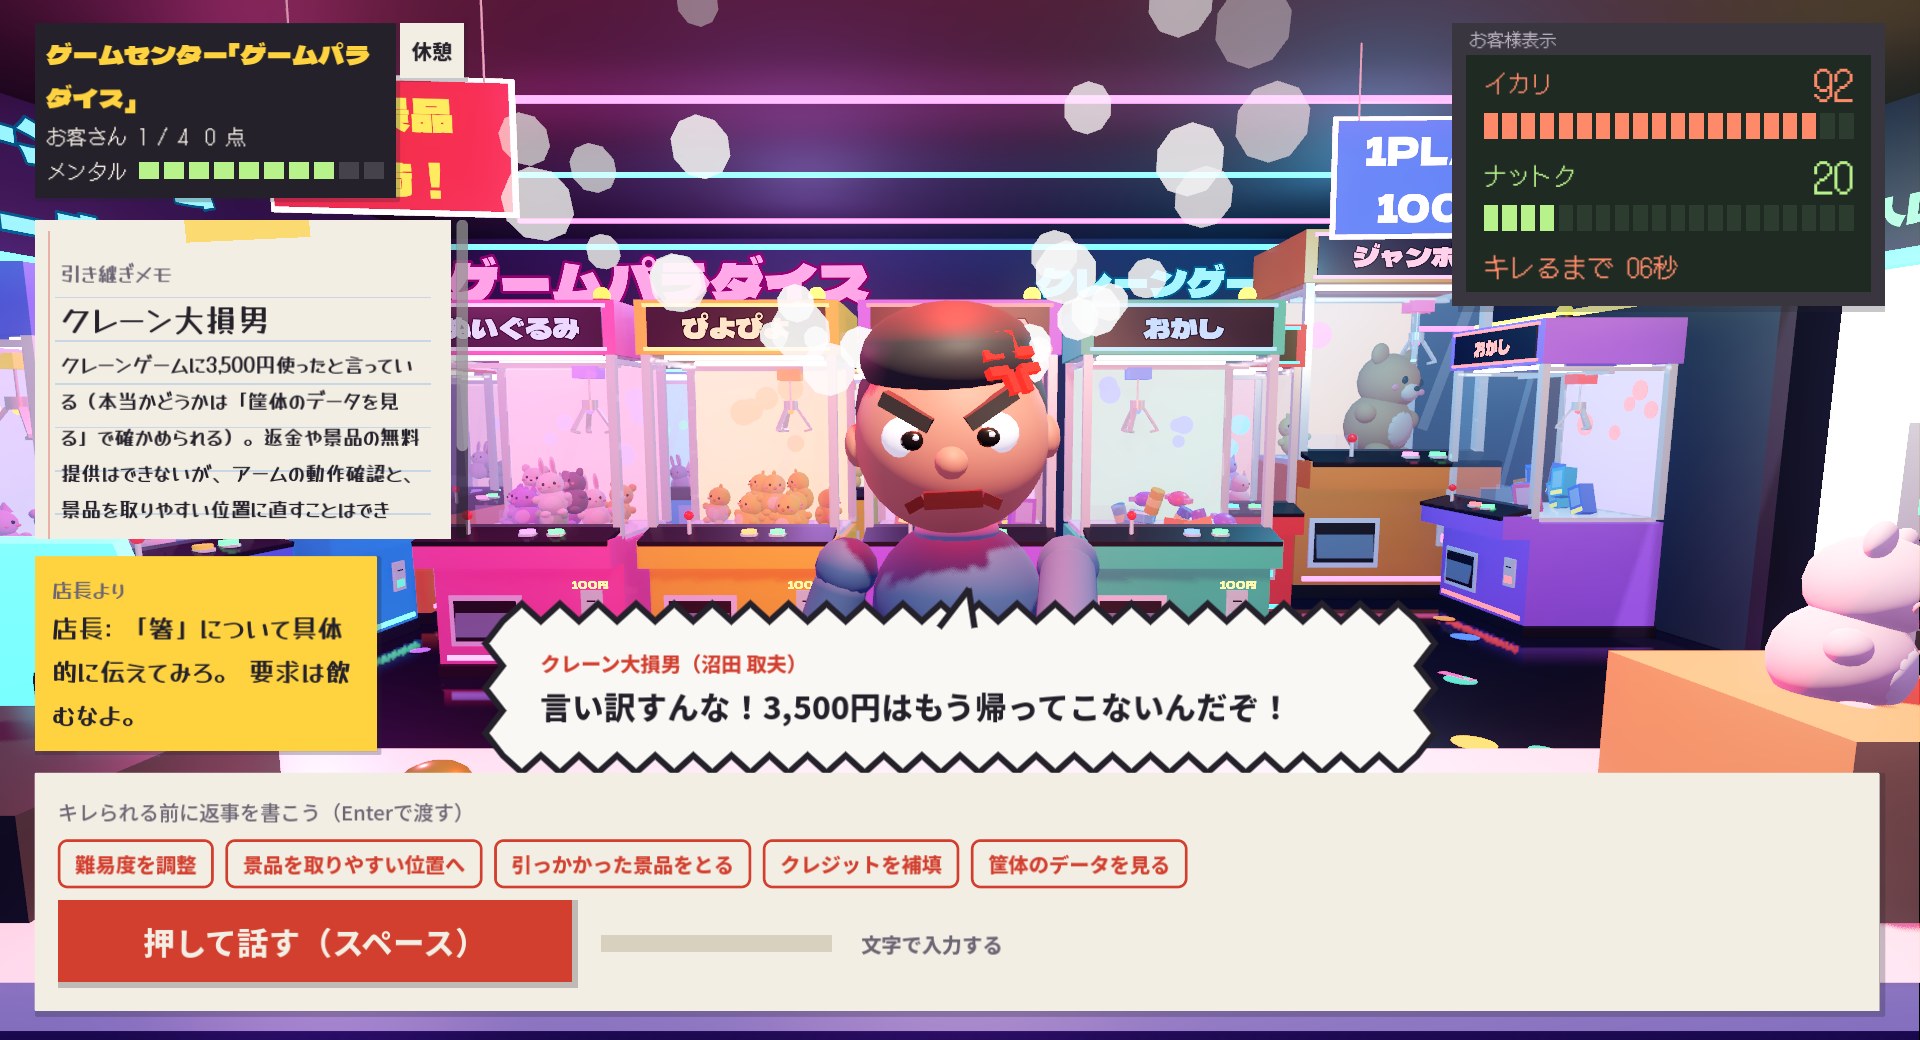 ゲームセンター「ゲームパラ
ダイス」
休憩
お客さん 1/4 0点
メンタル
お客様表示
イカリ 92
ナットク 20
キレるまで 06秒
品
！
1PL
100
ゲームパラダイス
クレーンゲー
ジャンボ
ぬいぐるみ
ぴよぴよ
おかし
おかし
100円
100
100円
引き継ぎメモ
クレーン大損男
クレーンゲームに3,500円使ったと言ってい
る（本当かどうかは「筐体のデータを見
る」で確かめられる）。返金や景品の無料
提供はできないが、アームの動作確認と、
景品を取りやすい位置に直すことはでき
店長より
店長: 「箸」について具体
的に伝えてみろ。 要求は飲
むなよ。
クレーン大損男（沼田 取夫）
言い訳すんな！3,500円はもう帰ってこないんだぞ！
キレられる前に返事を書こう（Enterで渡す）
難易度を調整 景品を取りやすい位置へ 引っかかった景品をとる クレジットを補填 筐体のデータを見る
押して話す（スペース） 文字で入力する